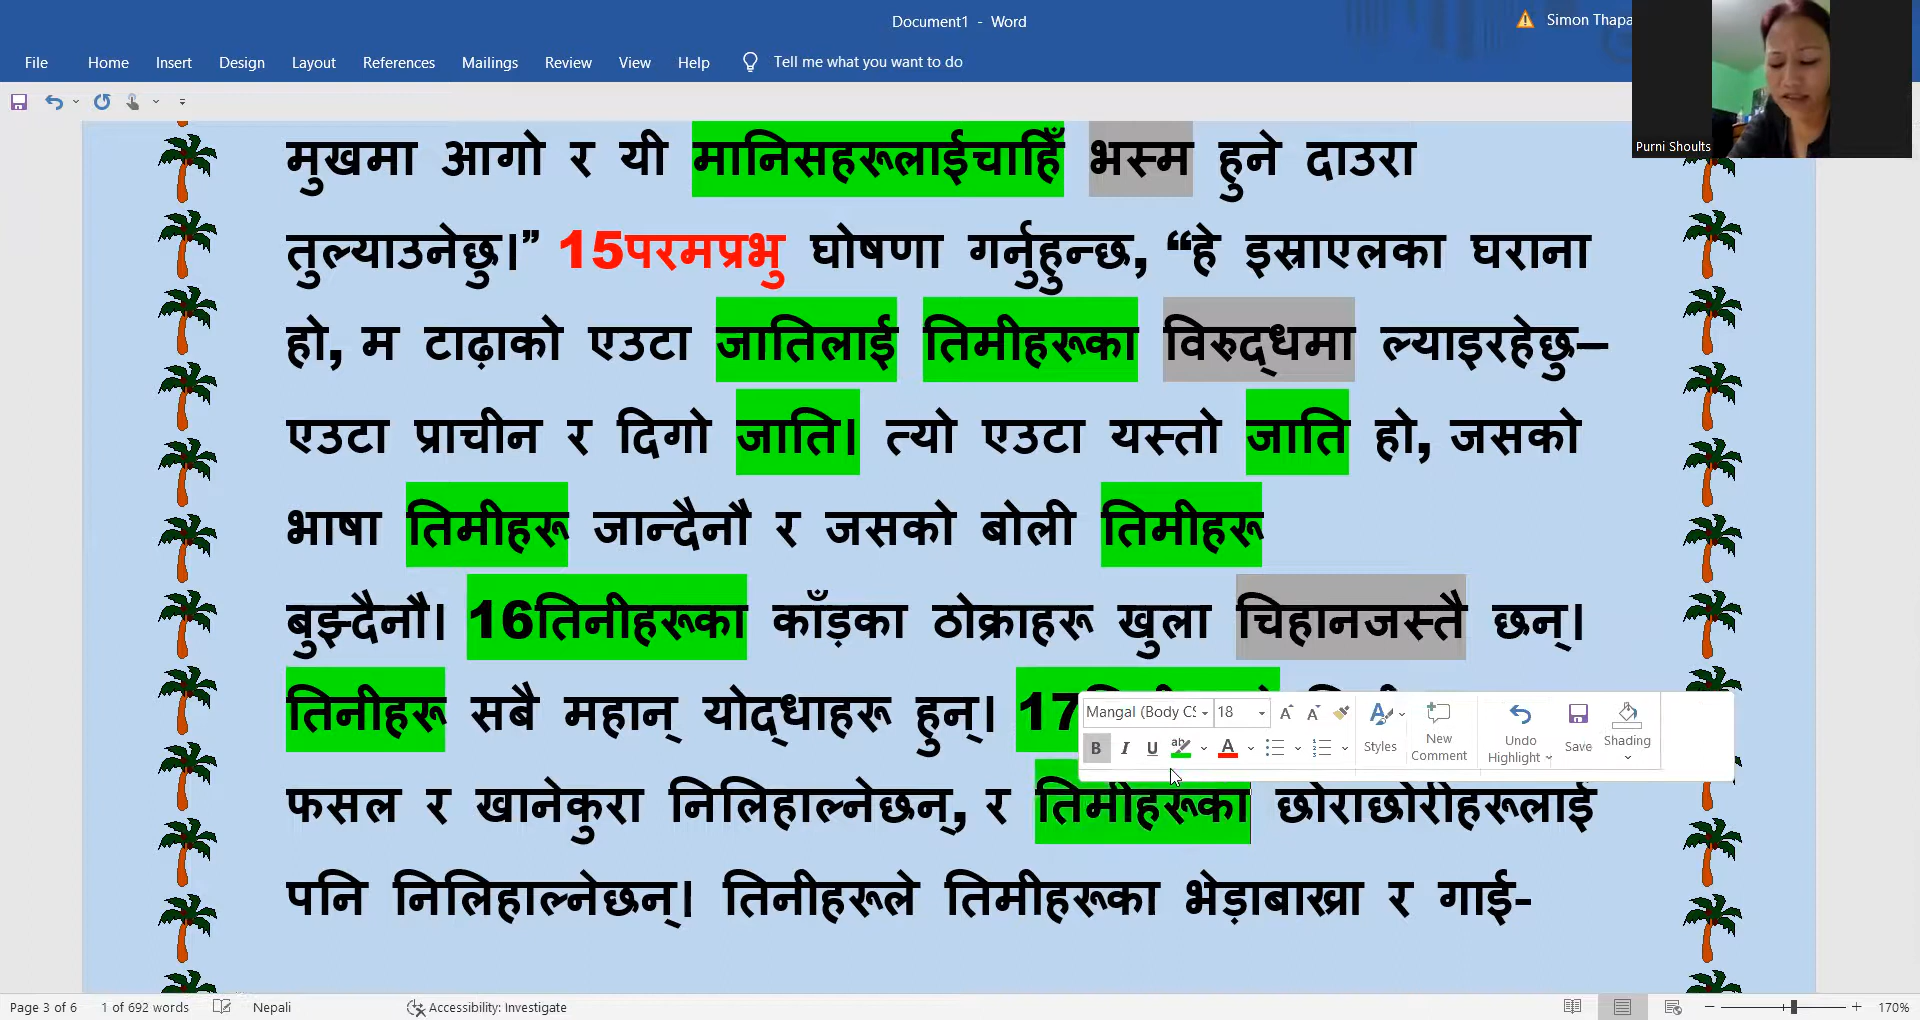 Document1 - Word
Simon Thapa
File Home Insert Design Layout References Mailings Review View Help Tell me what you want to do
Purni Shoults
मुखमा आगो र यी मानिसहरूलाईचाहिँ भस्म हुने दाउरा
तुल्याउनेछु।” 15परमप्रभु घोषणा गर्नुहुन्छ, “हे इस्राएलका घराना
हो, म टाढ़ाको एउटा जातिलाई तिमीहरूका विरुद्धमा ल्याइरहेछु—
एउटा प्राचीन र दिगो जाति। त्यो एउटा यस्तो जाति हो, जसको
भाषा तिमीहरू जान्दैनौ र जसको बोली तिमीहरू
बुझ्दैनौ। 16तिनीहरूका काँड़का ठोक्राहरू खुला चिहानजस्तै छन्।
तिनीहरू सबै महान् योद्धाहरू हुन्। 17
Mangal (Body CS 18
B I U Styles New Comment Undo Highlight Save Shading
फसल र खानेकुरा निलिहाल्नेछन्, र तिमीहरूका छोराछोरीहरूलाई
पनि निलिहाल्नेछन्। तिनीहरूले तिमीहरूका भेड़ाबाख्रा र गाई-
Page 3 of 6 1 of 692 words Nepali Accessibility: Investigate 170%